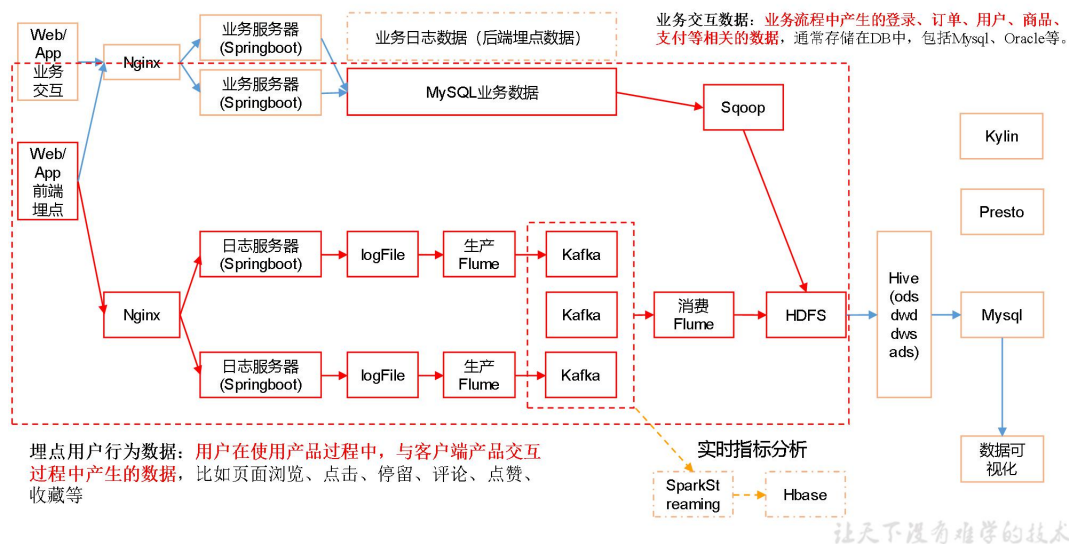 业务交互数据：业务流程中产生的登录、订单、用户、商品、
支付等相关的数据，通常存储在DB中，包括Mysql、Oracle等。
Web/
App
业务
交互
Nginx
业务服务器
(Springboot)
业务服务器
(Springboot)
业务日志数据（后端埋点数据）
MySQL业务数据
Sqoop
Kylin
Presto
Web/
App
前端
埋点
Nginx
日志服务器
(Springboot)
logFile
生产
Flume
Kafka
Kafka
日志服务器
(Springboot)
logFile
生产
Flume
Kafka
消费
Flume
HDFS
Hive
(ods
dwd
dws
ads)
Mysql
数据可
视化
埋点用户行为数据：用户在使用产品过程中，与客户端产品交互
过程中产生的数据，比如页面浏览、点击、停留、评论、点赞、
收藏等
实时指标分析
SparkSt
reaming
Hbase
让天下没有难学的技术